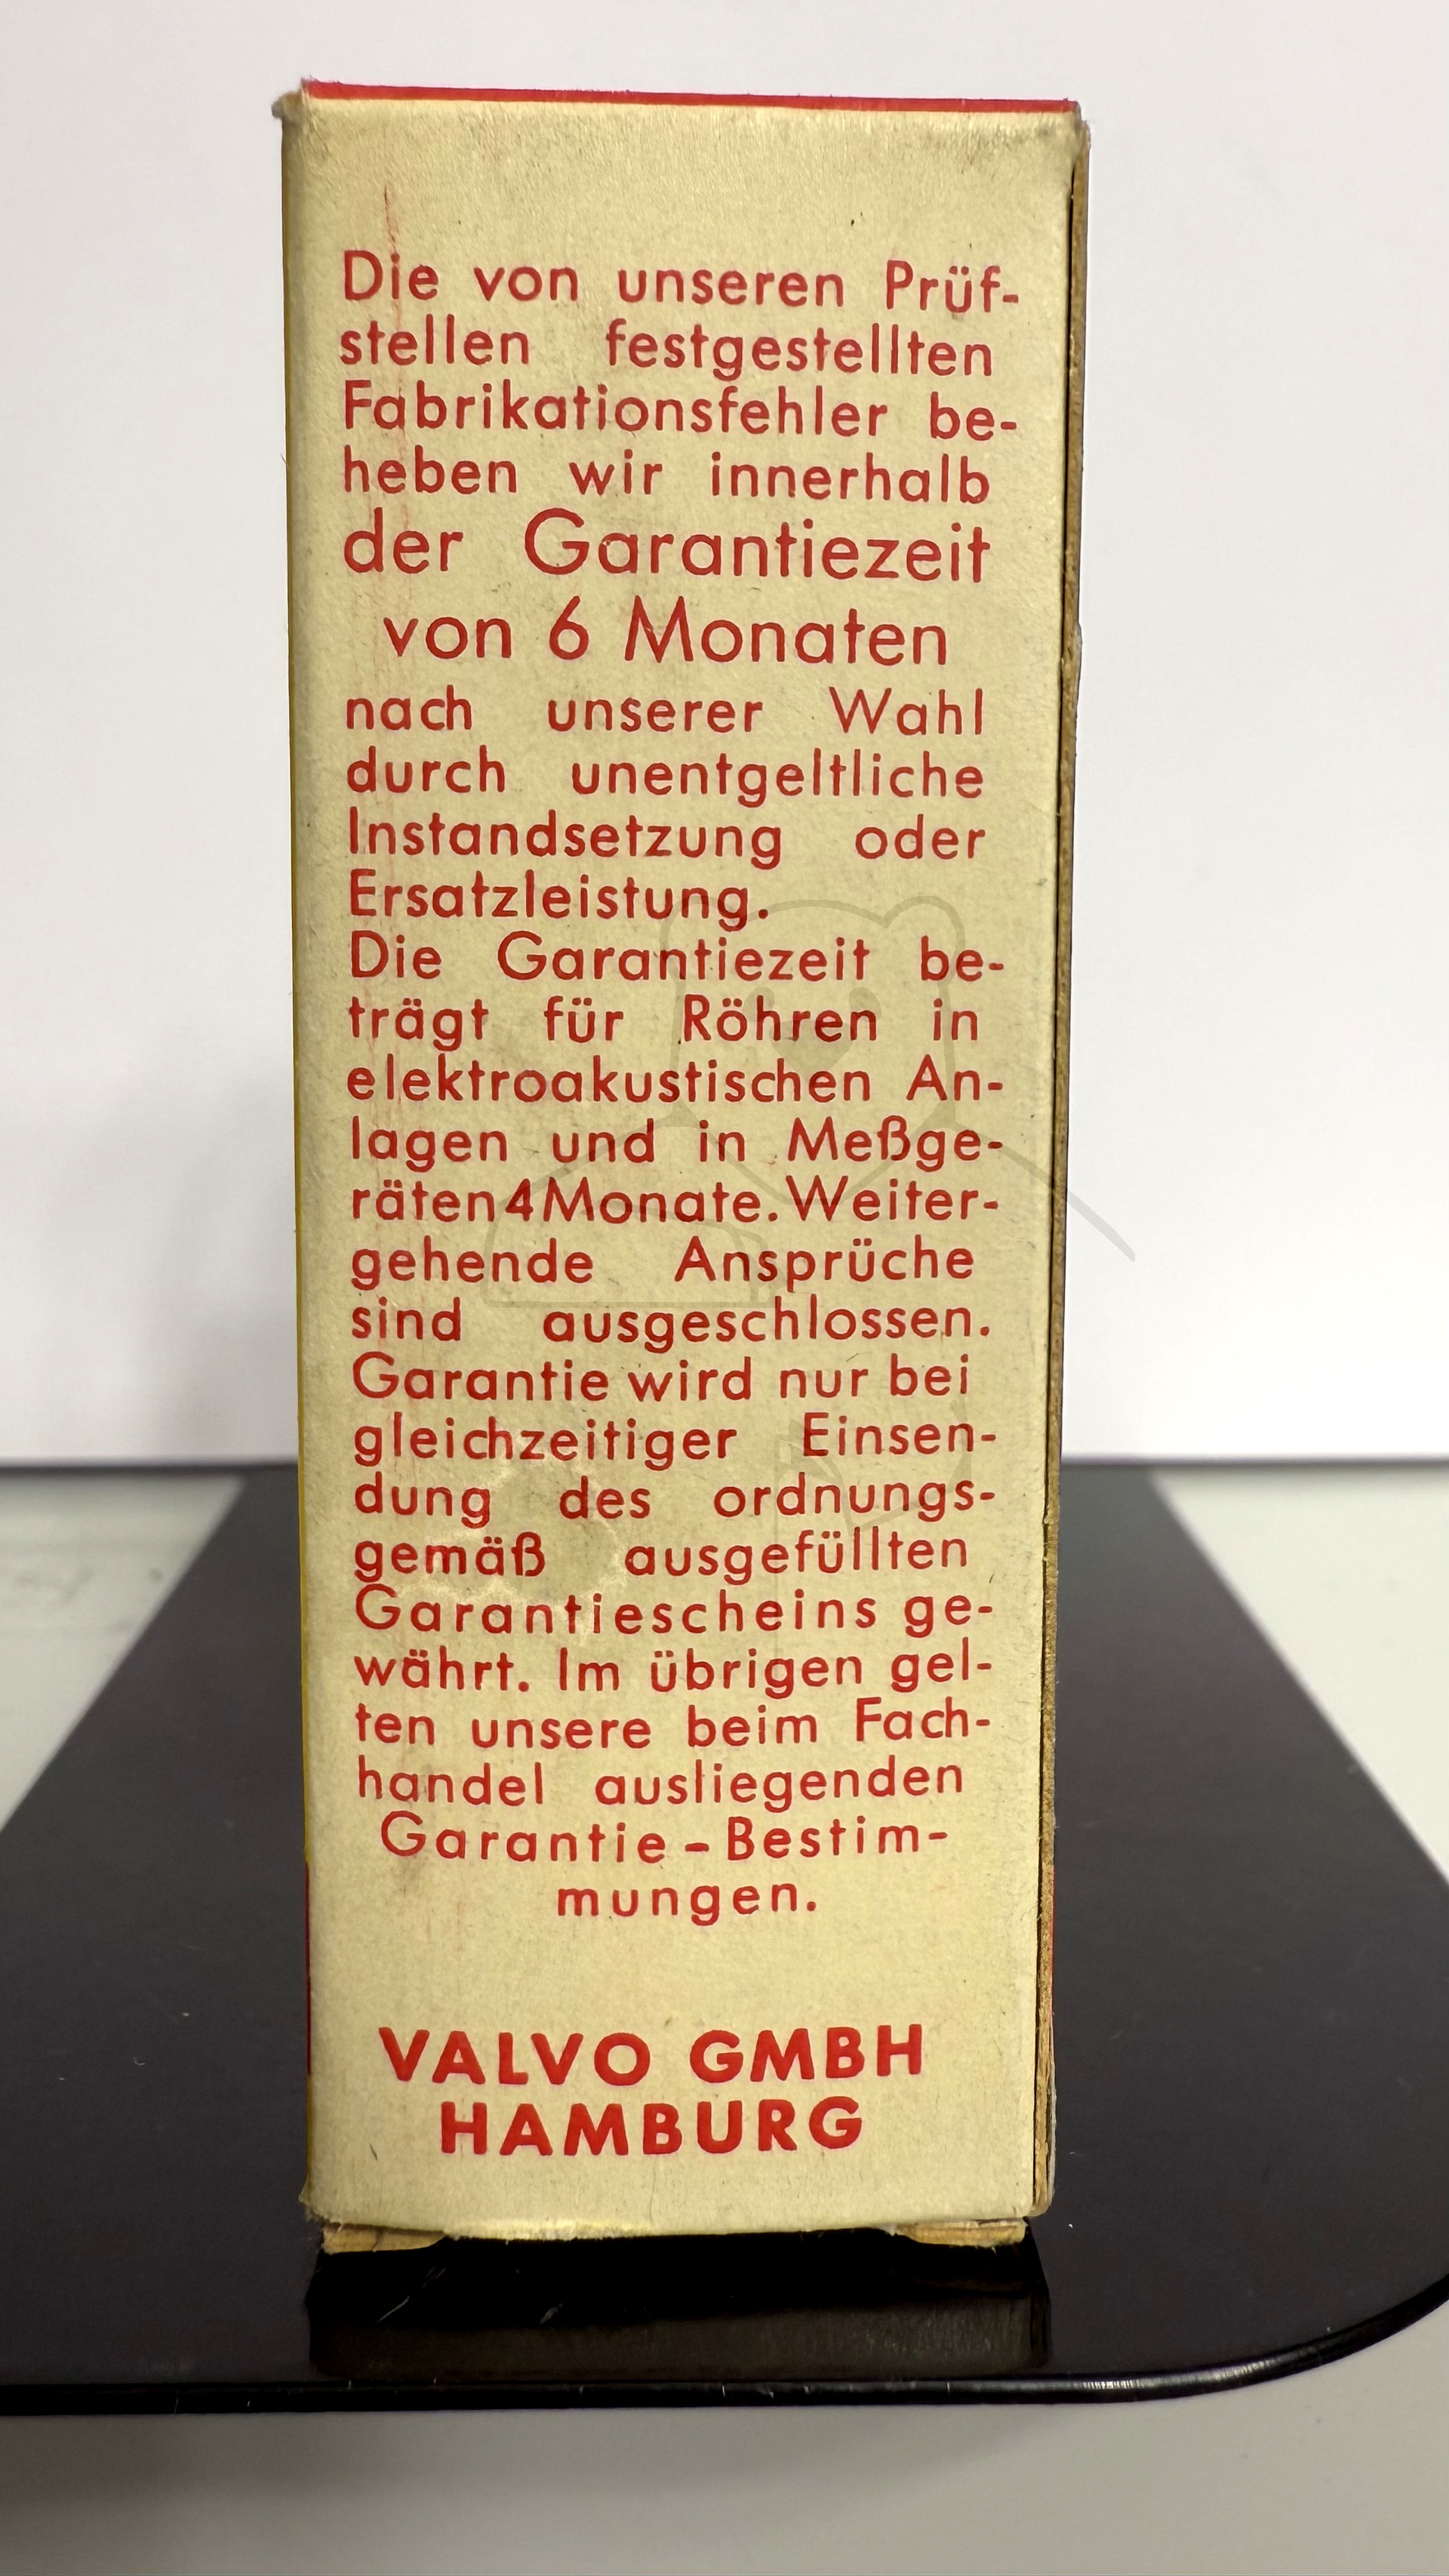 Die von unseren Prüf-
stellen festgestellten
Fabrikationsfehler be-
heben wir innerhalb
der Garantiezeit
von 6 Monaten
nach unserer Wahl
durch unentgeltliche
Instandsetzung oder
Ersatzleistung.
Die Garantiezeit be-
trägt für Röhren in
elektroakustischen An-
lagen und in Meßge-
räten 4 Monate. Weiter-
gehende Ansprüche
sind ausgeschlossen.
Garantie wird nur bei
gleichzeitiger Einsen-
dung des ordnungs-
gemäß ausgefüllten
Garantiescheins ge-
währt. Im übrigen gel-
ten unsere beim Fach-
handel ausliegenden
Garantie-Bestim-
mungen.
VALVO GMBH
HAMBURG